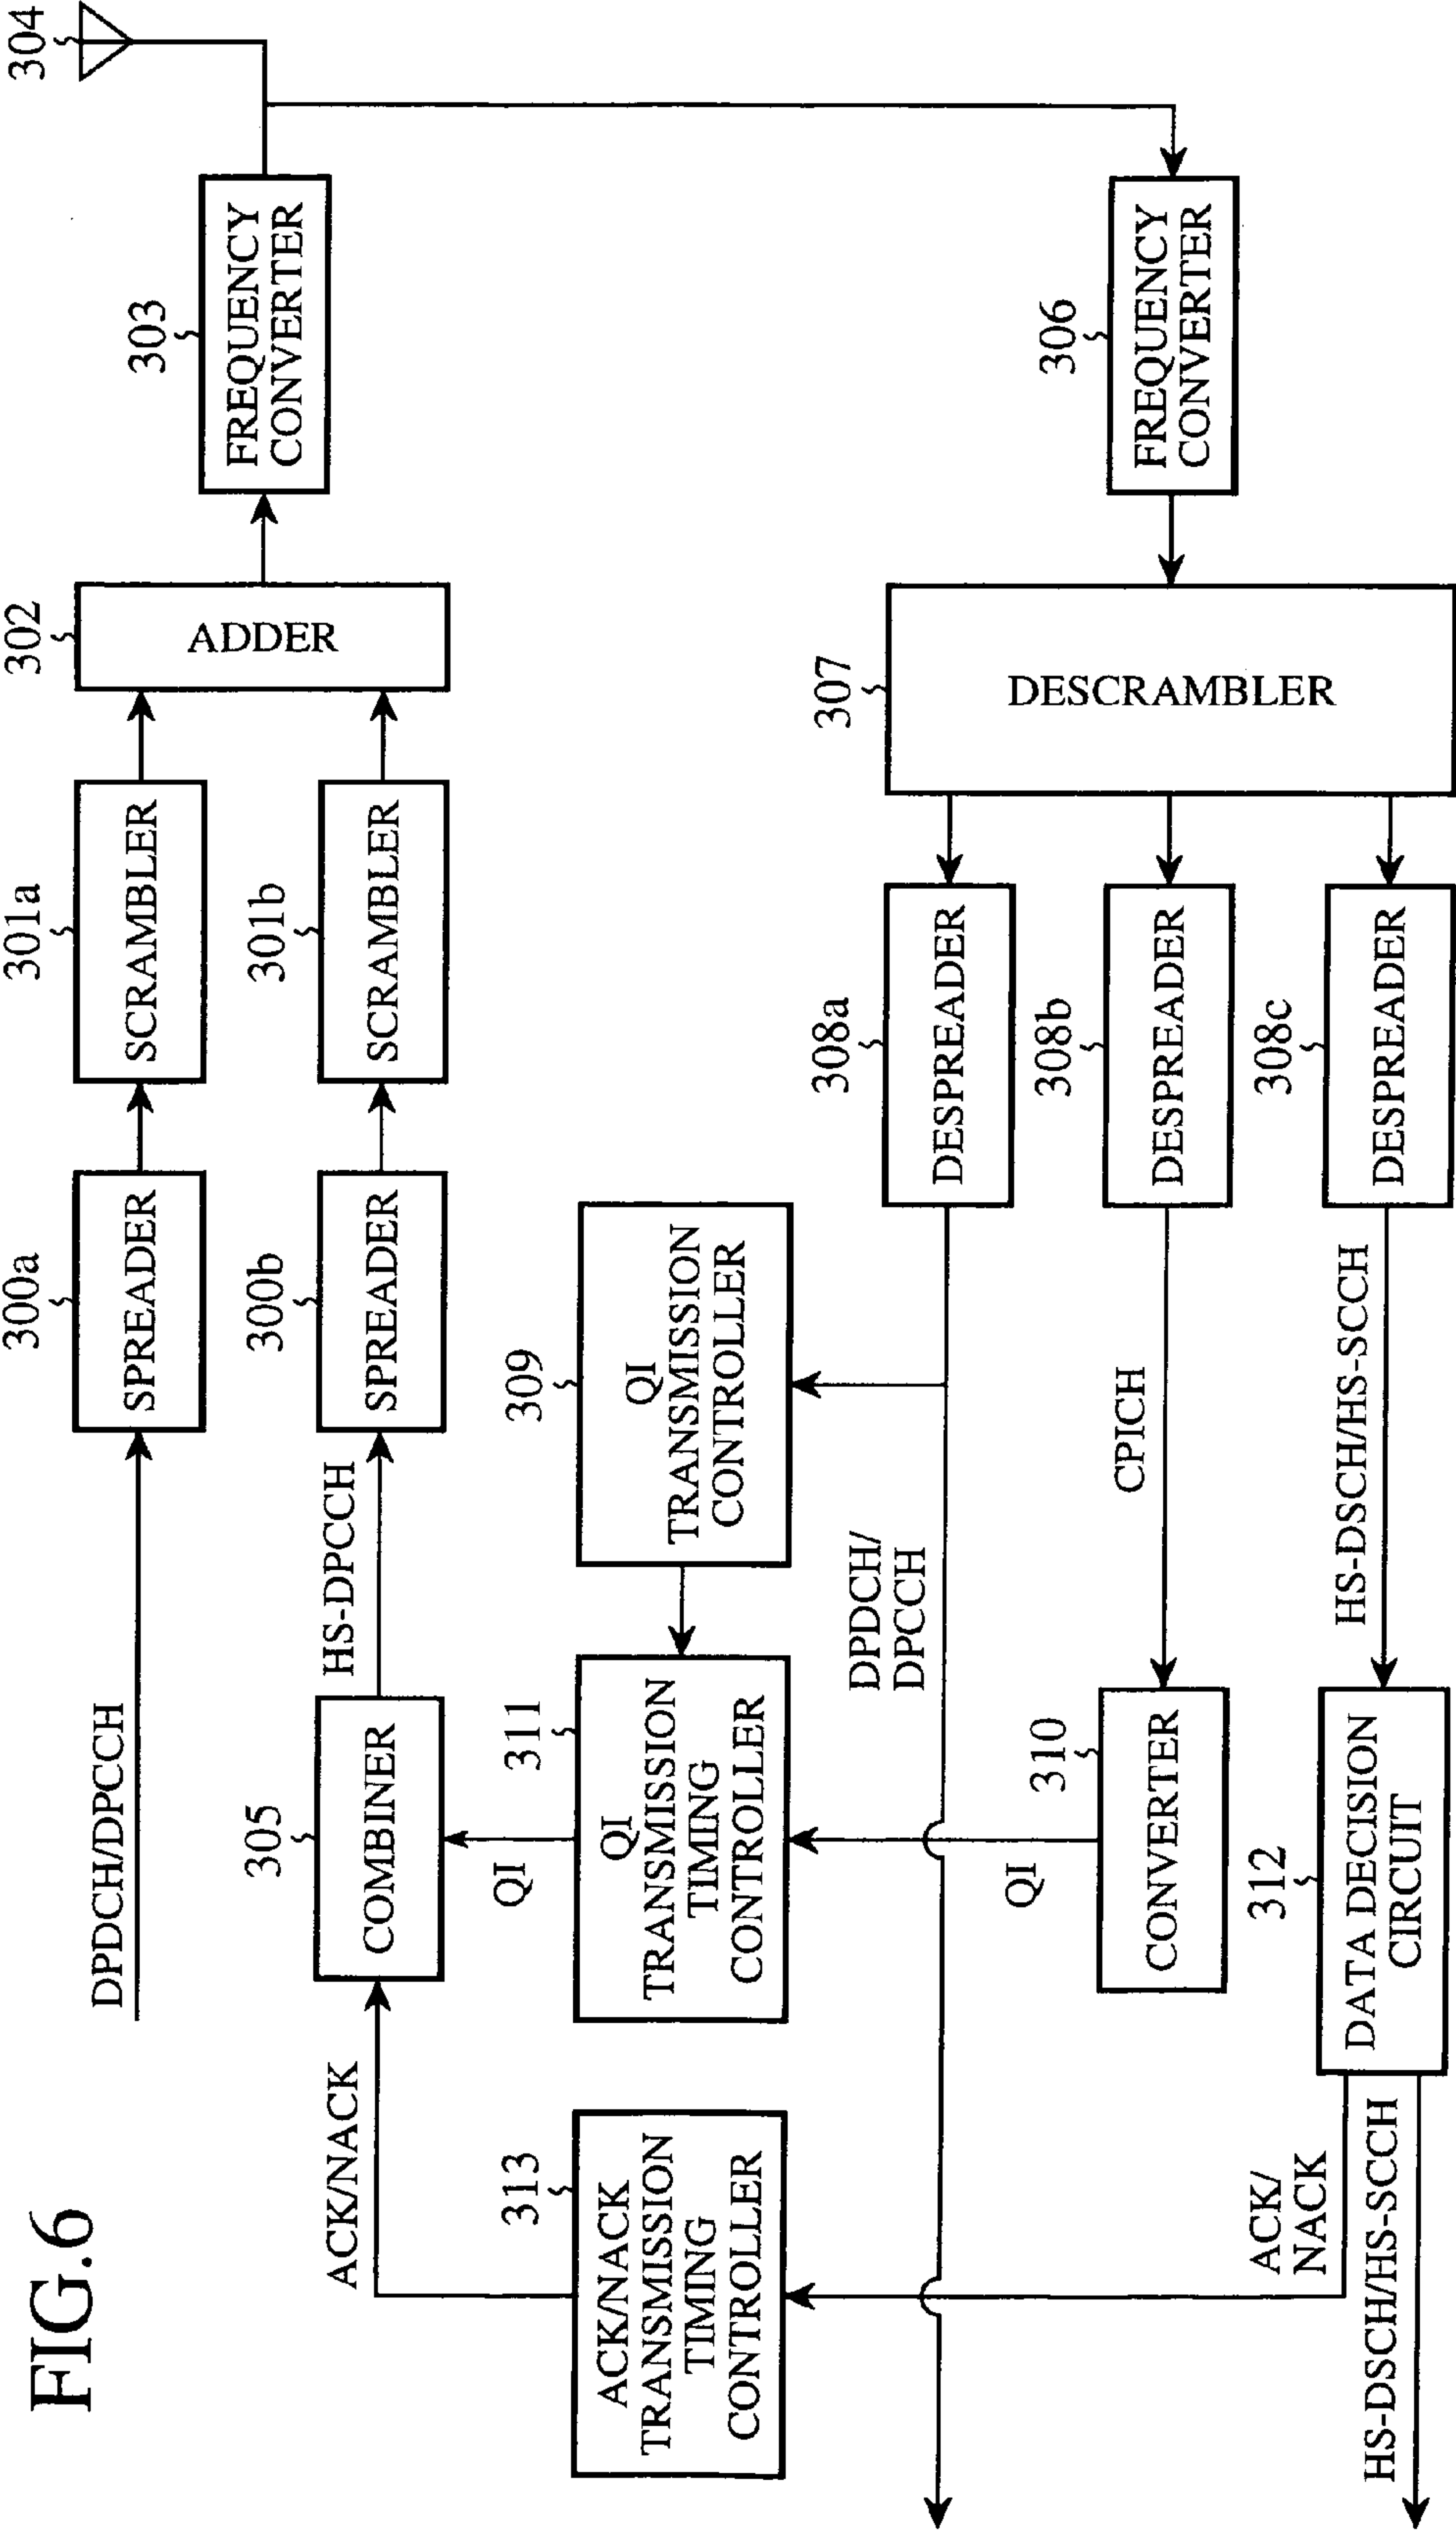 FIG.6
DPDCH/DPCCH
300a
SPREADER
301a
SCRAMBLER
302
ADDER
303
FREQUENCY
CONVERTER
304
ACK/NACK
305
COMBINER
HS-DPCCH
300b
SPREADER
301b
SCRAMBLER
313
ACK/NACK
TRANSMISSION
TIMING
CONTROLLER
QI
311
QI
TRANSMISSION
TIMING
CONTROLLER
309
QI
TRANSMISSION
CONTROLLER
DPDCH/
DPCCH
308a
DESPREADER
307
DESCRAMBLER
306
FREQUENCY
CONVERTER
QI
310
CONVERTER
CPICH
308b
DESPREADER
ACK/
NACK
312
DATA DECISION
CIRCUIT
HS-DSCH/HS-SCCH
308c
DESPREADER
HS-DSCH/HS-SCCH